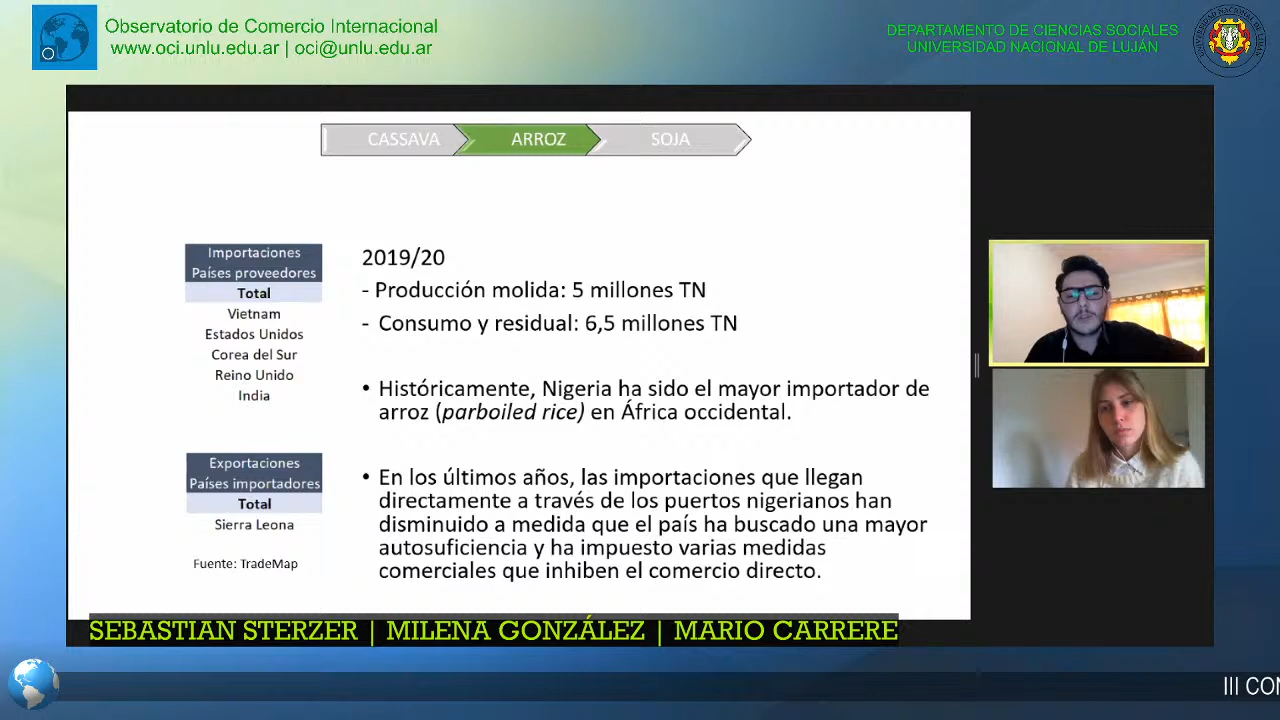 Observatorio de Comercio Internacional
www.oci.unlu.edu.ar | oci@unlu.edu.ar
DEPARTAMENTO DE CIENCIAS SOCIALES
UNIVERSIDAD NACIONAL DE LUJÁN
CASSAVA
ARROZ
SOJA
Importaciones
Países proveedores
Total
Vietnam
Estados Unidos
Corea del Sur
Reino Unido
India
Exportaciones
Países importadores
Total
Sierra Leona
Fuente: TradeMap
2019/20
- Producción molida: 5 millones TN
- Consumo y residual: 6,5 millones TN
• Históricamente, Nigeria ha sido el mayor importador de
arroz (parboiled rice) en África occidental.
• En los últimos años, las importaciones que llegan
directamente a través de los puertos nigerianos han
disminuido a medida que el país ha buscado una mayor
autosuficiencia y ha impuesto varias medidas
comerciales que inhiben el comercio directo.
SEBASTIAN STERZER | MILENA GONZÁLEZ | MARIO CARRERE
III CON